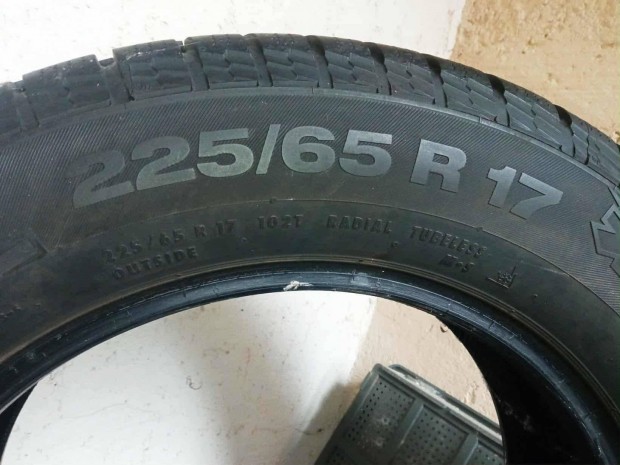 225/65 R 17
225/65 R 17 102T RADIAL TUBELESS
OUTSIDE M+S